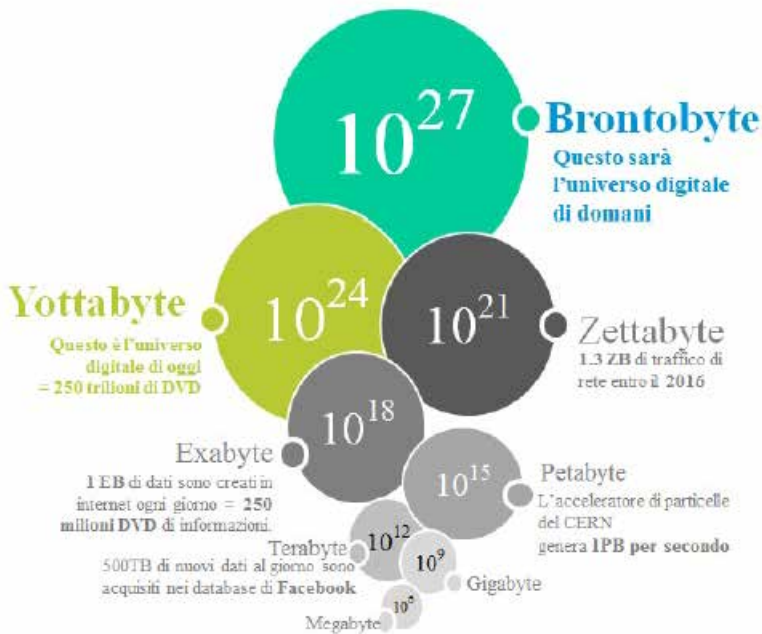 10^27
Brontobyte
Questo sarà
l'universo digitale
di domani
Yottabyte
Questo è l'universo
digitale di oggi
= 250 trilioni di DVD
10^24
10^21
Zettabyte
1.3 ZB di traffico di
rete entro il 2016
10^18
Exabyte
1 EB di dati sono creati in
internet ogni giorno = 250
milioni DVD di informazioni.
10^15
Petabyte
L'acceleratore di particelle
del CERN
genera 1PB per secondo
10^12
Terabyte
500TB di nuovi dati al giorno sono
acquisiti nei database di Facebook
10^9
Gigabyte
10^6
Megabyte